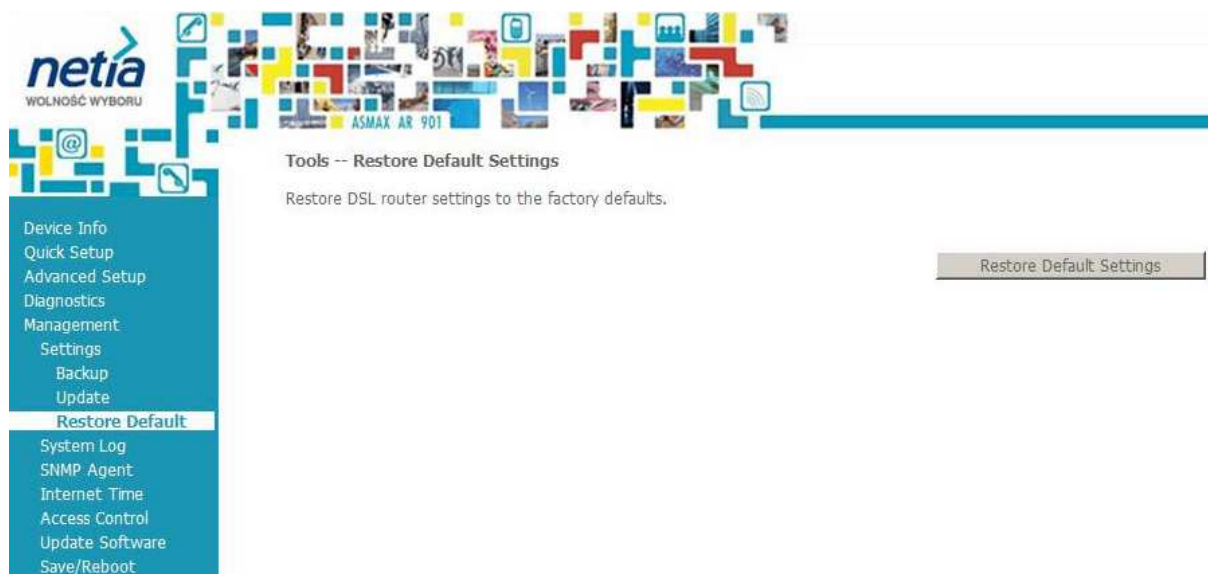 netia
WOLNOŚĆ WYBORU
ASMAX AR 901
@
Tools -- Restore Default Settings
Restore DSL router settings to the factory defaults.
Restore Default Settings
Device Info
Quick Setup
Advanced Setup
Diagnostics
Management
Settings
Backup
Update
Restore Default
System Log
SNMP Agent
Internet Time
Access Control
Update Software
Save/Reboot